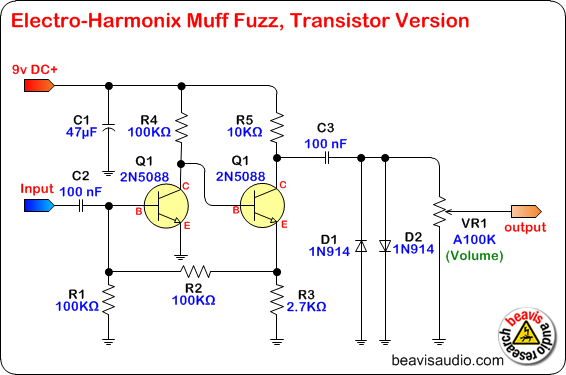 Electro-Harmonix Muff Fuzz, Transistor Version
9v DC+
C1
47µF
R4
100KΩ
R5
10KΩ
C3
100 nF
Q1
2N5088
Q1
2N5088
C2
100 nF
Input
B
C
E
B
C
E
R1
100KΩ
R2
100KΩ
R3
2.7KΩ
D1
1N914
D2
1N914
VR1
A100K
(Volume)
output
beavis audio research
beavisaudio.com